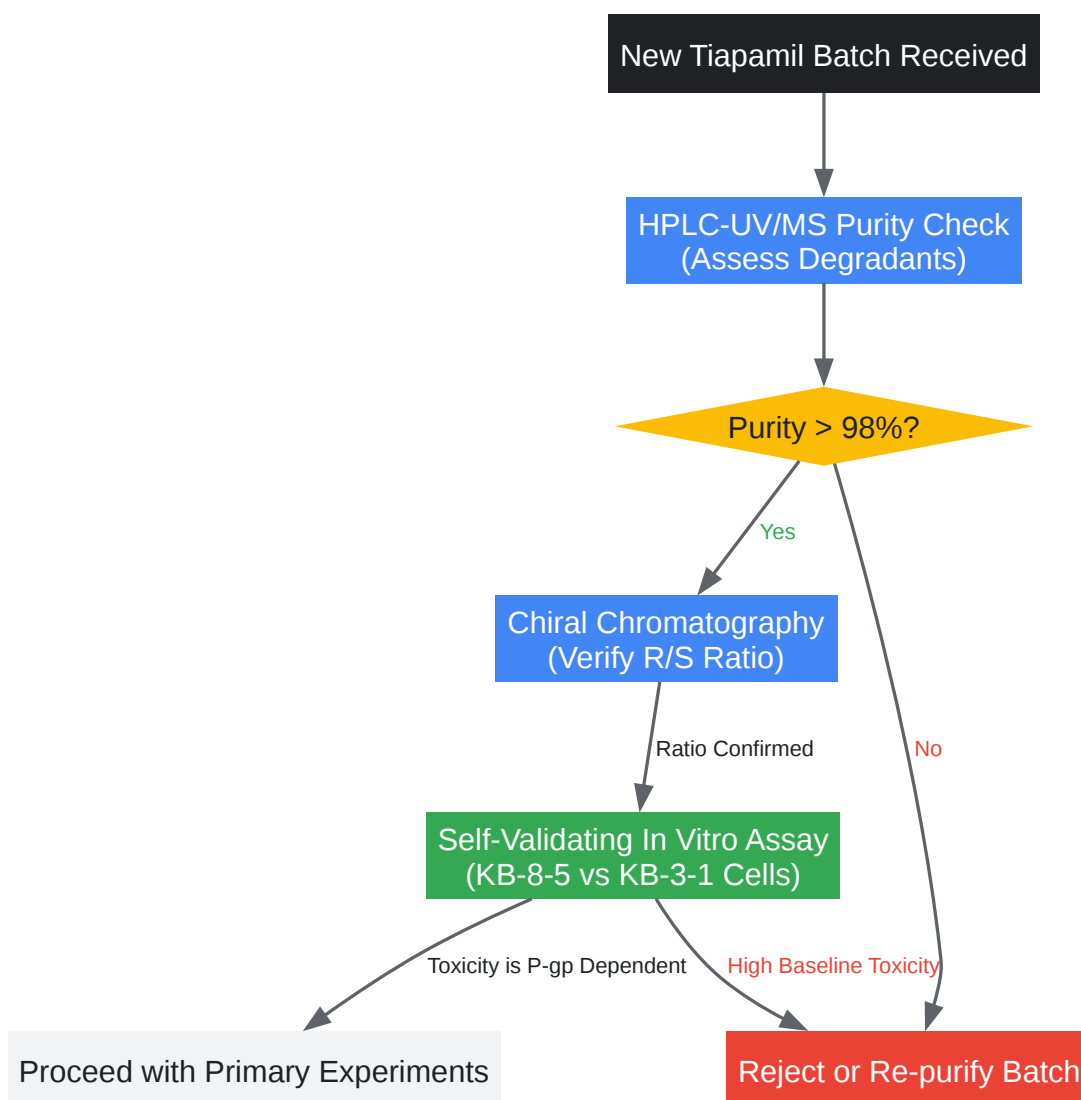 New Tiapamil Batch Received
HPLC-UV/MS Purity Check
(Assess Degradants)
Purity > 98%?
Yes
Chiral Chromatography
(Verify R/S Ratio)
Ratio Confirmed
No
Self-Validating In Vitro Assay
(KB-8-5 vs KB-3-1 Cells)
Toxicity is P-gp Dependent
High Baseline Toxicity
Proceed with Primary Experiments
Reject or Re-purify Batch